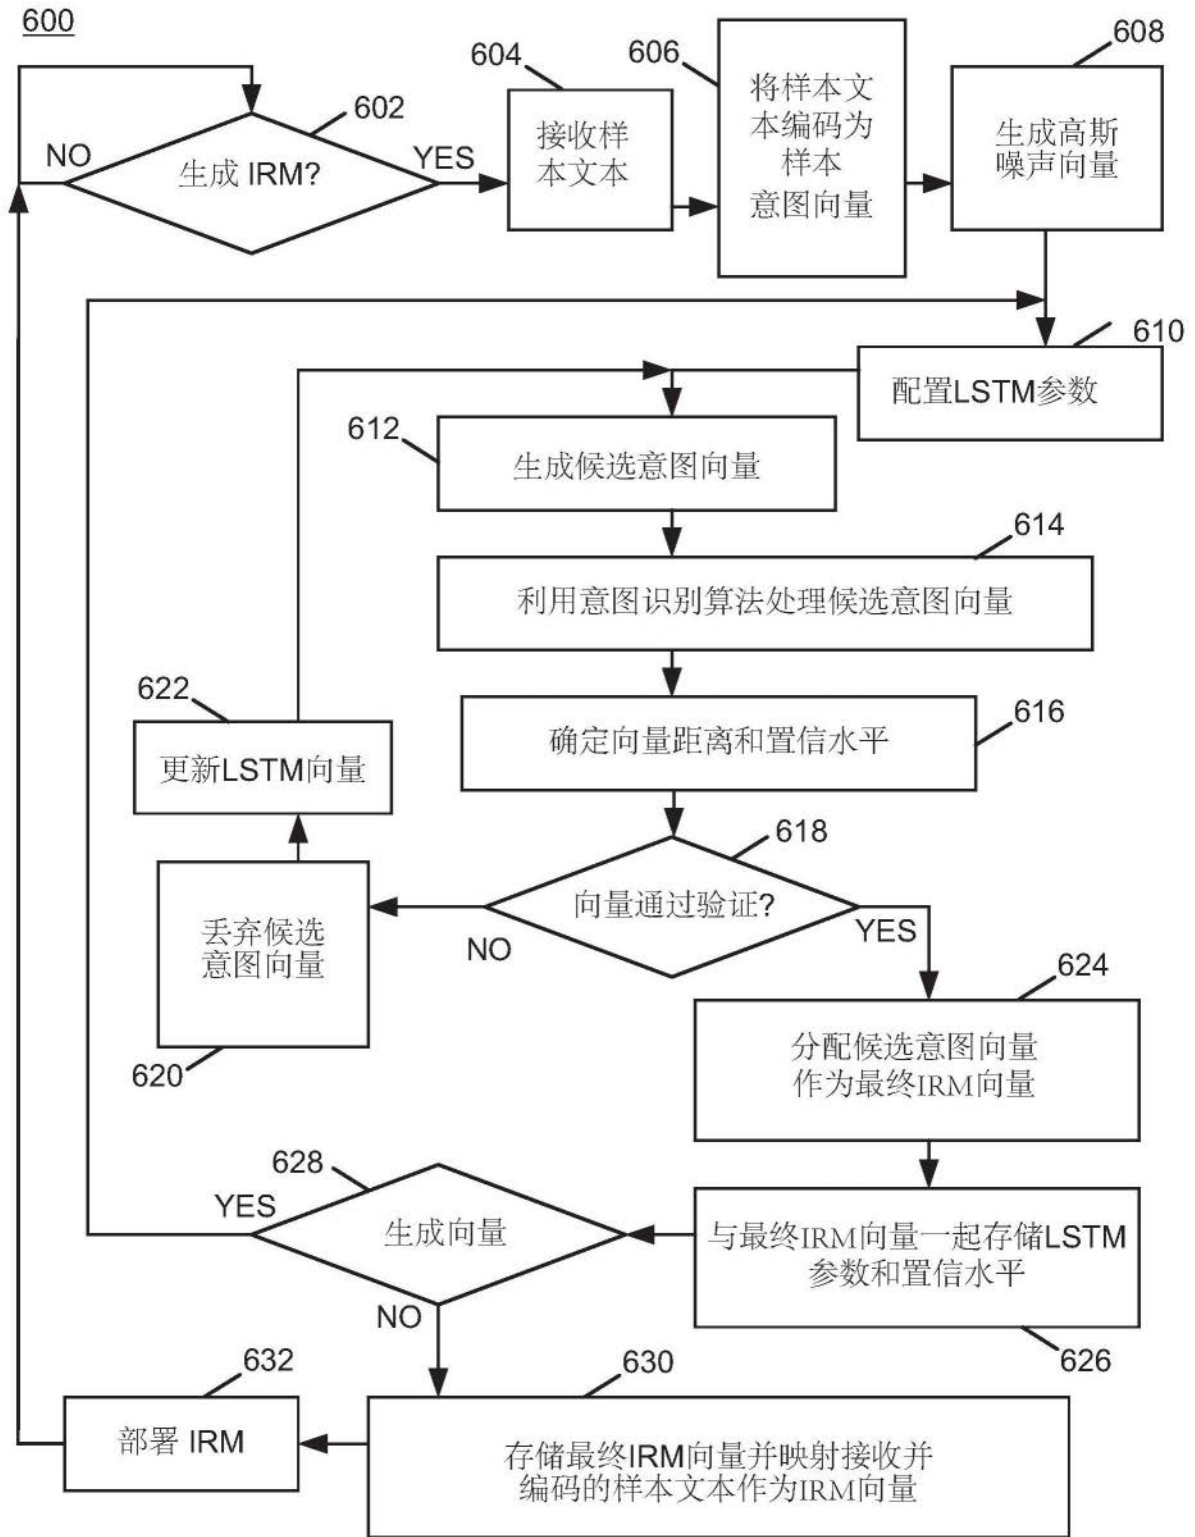 600
602
生成 IRM?
NO
YES
604
接收样
本文本
606
将样本文
本编码为
样本
意图向量
608
生成高斯
噪声向量
610
配置LSTM参数
612
生成候选意图向量
614
利用意图识别算法处理候选意图向量
616
确定向量距离和置信水平
618
向量通过验证?
NO
YES
620
丢弃候选
意图向量
622
更新LSTM向量
624
分配候选意图向量
作为最终IRM向量
626
与最终IRM向量一起存储LSTM
参数和置信水平
628
生成向量
YES
NO
630
存储最终IRM向量并映射接收并
编码的样本文本作为IRM向量
632
部署 IRM